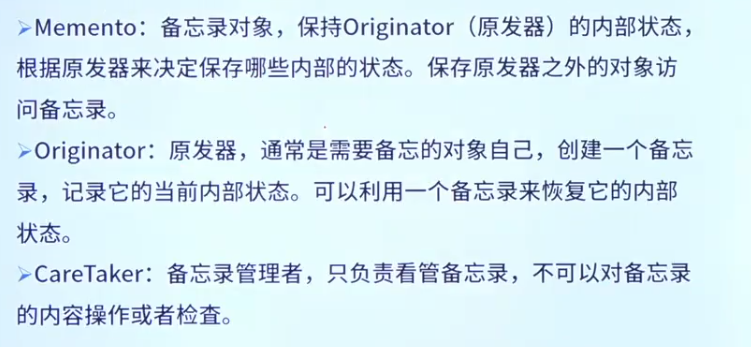 ➢Memento：备忘录对象，保持Originator（原发器）的内部状态，
根据原发器来决定保存哪些内部的状态。保存原发器之外的对象访
问备忘录。
➢Originator：原发器，通常是需要备忘的对象自己，创建一个备忘
录，记录它的当前内部状态。可以利用一个备忘录来恢复它的内部
状态。
➢CareTaker：备忘录管理者，只负责看管备忘录，不可以对备忘录
的内容操作或者检查。